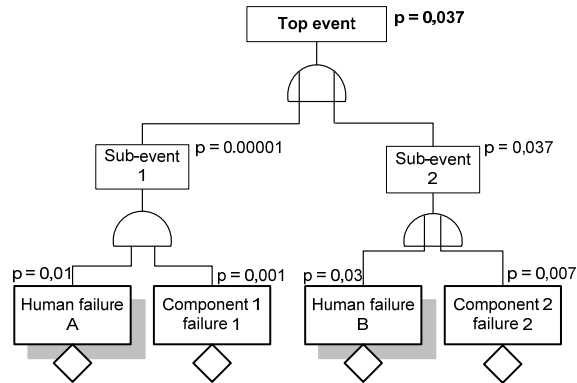 Top event
p = 0,037
Sub-event
1
p = 0.00001
Sub-event
2
p = 0,037
p = 0,01
p = 0,001
p = 0,03
p = 0,007
Human failure
A
Component 1
failure 1
Human failure
B
Component 2
failure 2